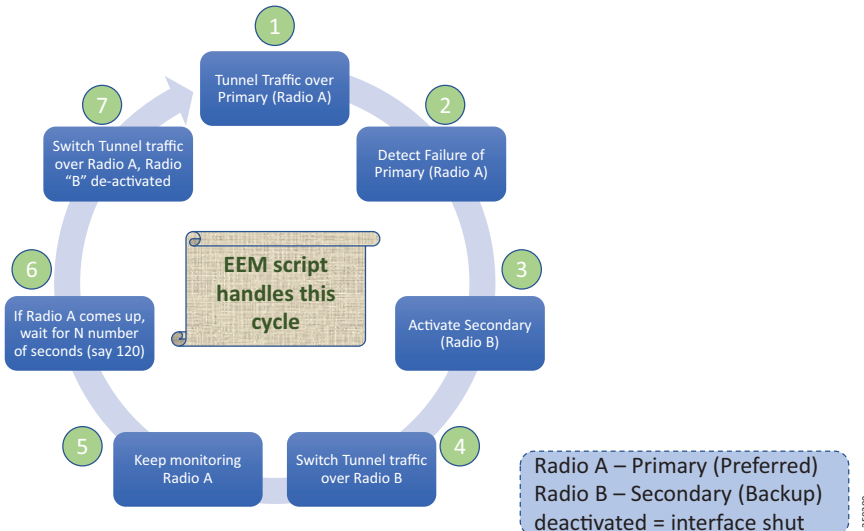 1
Tunnel Traffic over
Primary (Radio A)
2
Detect Failure of
Primary (Radio A)
3
Activate Secondary
(Radio B)
4
Switch Tunnel traffic
over Radio B
5
Keep monitoring
Radio A
6
If Radio A comes up,
wait for N number
of seconds (say 120)
7
Switch Tunnel traffic
over Radio A, Radio
“B” de-activated
EEM script
handles this
cycle
Radio A – Primary (Preferred)
Radio B – Secondary (Backup)
deactivated = interface shut